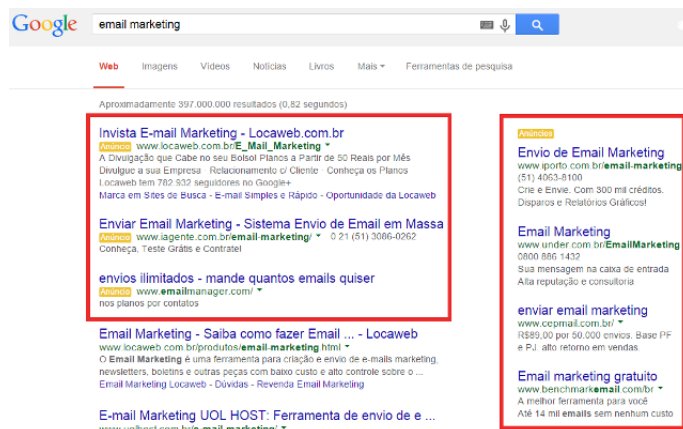 Google
email marketing
Web Imagens Vídeos Notícias Livros Mais Ferramentas de pesquisa
Aproximadamente 397.000.000 resultados (0,82 segundos)
Invista E-mail Marketing - Locaweb.com.br
Anúncio www.locaweb.com.br/E_Mail_Marketing
A Divulgação que Cabe no seu Bolso! Planos a Partir de 50 Reais por Mês
Divulgue a sua Empresa · Relacionamento c/ Cliente · Conheça os Planos
Locaweb tem 782.932 seguidores no Google+
Marca em Sites de Busca - E-mail Simples e Rápido - Oportunidade da Locaweb
Enviar Email Marketing - Sistema Envio de Email em Massa
Anúncio www.iagente.com.br/email-marketing/ 0 21 (51) 3086-0262
Conheça, Teste Grátis e Contrate!
envios ilimitados - mande quantos emails quiser
Anúncio www.emailmanager.com/
nos planos por contatos
Email Marketing - Saiba como fazer Email ... - Locaweb
www.locaweb.com.br/produtos/email-marketing.html
O Email Marketing é uma ferramenta para criação e envio de e-mails marketing,
newsletters, boletins e outras peças com baixo custo e alto controle sobre o ...
Email Marketing Locaweb - Dúvidas - Revenda Email Marketing
E-mail Marketing UOL HOST: Ferramenta de envio de e ...
www.uolhost.com.br/e-mail-marketing/
Anúncios
Envio de Email Marketing
www.iporto.com.br/email-marketing
(51) 4063-8100
Crie e Envie. Com 300 mil créditos.
Disparos e Relatórios Gráficos!
Email Marketing
www.under.com.br/EmailMarketing
0800 886 1432
Sua mensagem na caixa de entrada
Alta reputação e consultoria
enviar email marketing
www.cepmail.com.br/
R$89,00 por 50.000 envios. Base PF
e PJ. alto retorno em vendas.
Email marketing gratuito
www.benchmarkemail.com/br
A melhor ferramenta para você
Até 14 mil emails sem nenhum custo